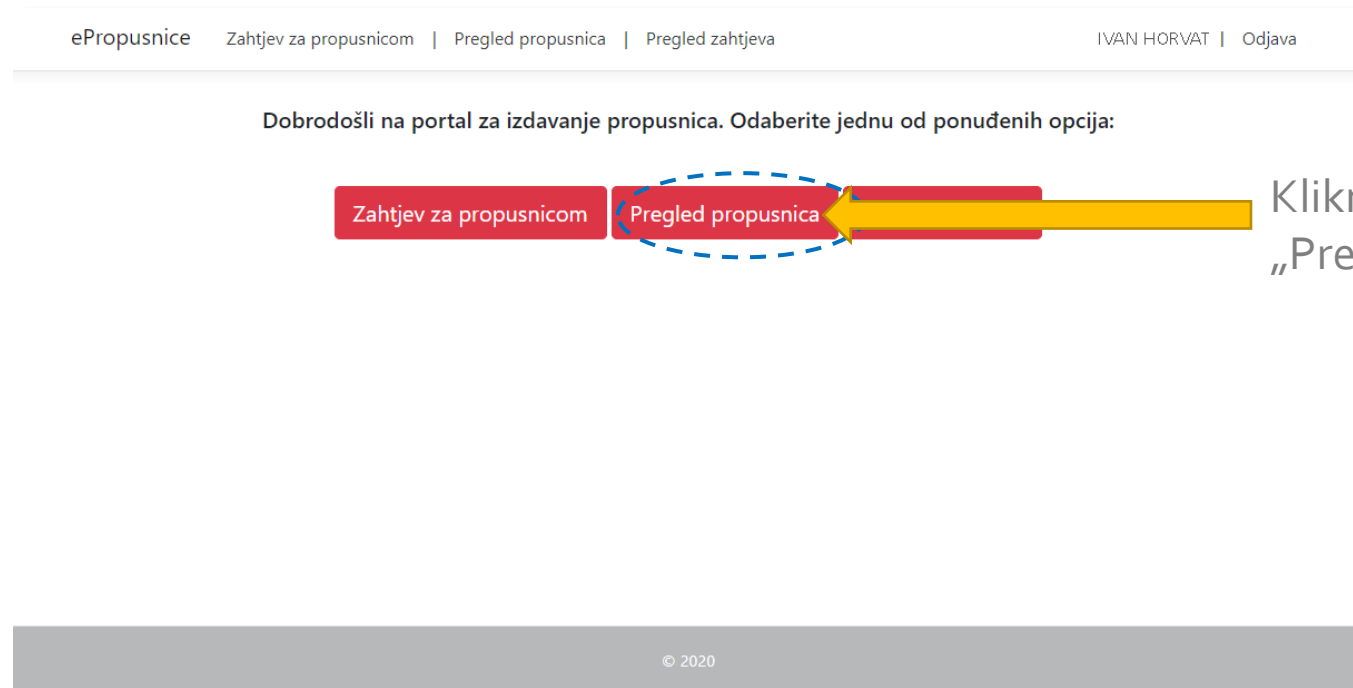 ePropusnice Zahtjev za propusnicom | Pregled propusnica | Pregled zahtjeva IVAN HORVAT | Odjava
Dobrodošli na portal za izdavanje propusnica. Odaberite jednu od ponuđenih opcija:
Zahtjev za propusnicom Pregled propusnica
© 2020